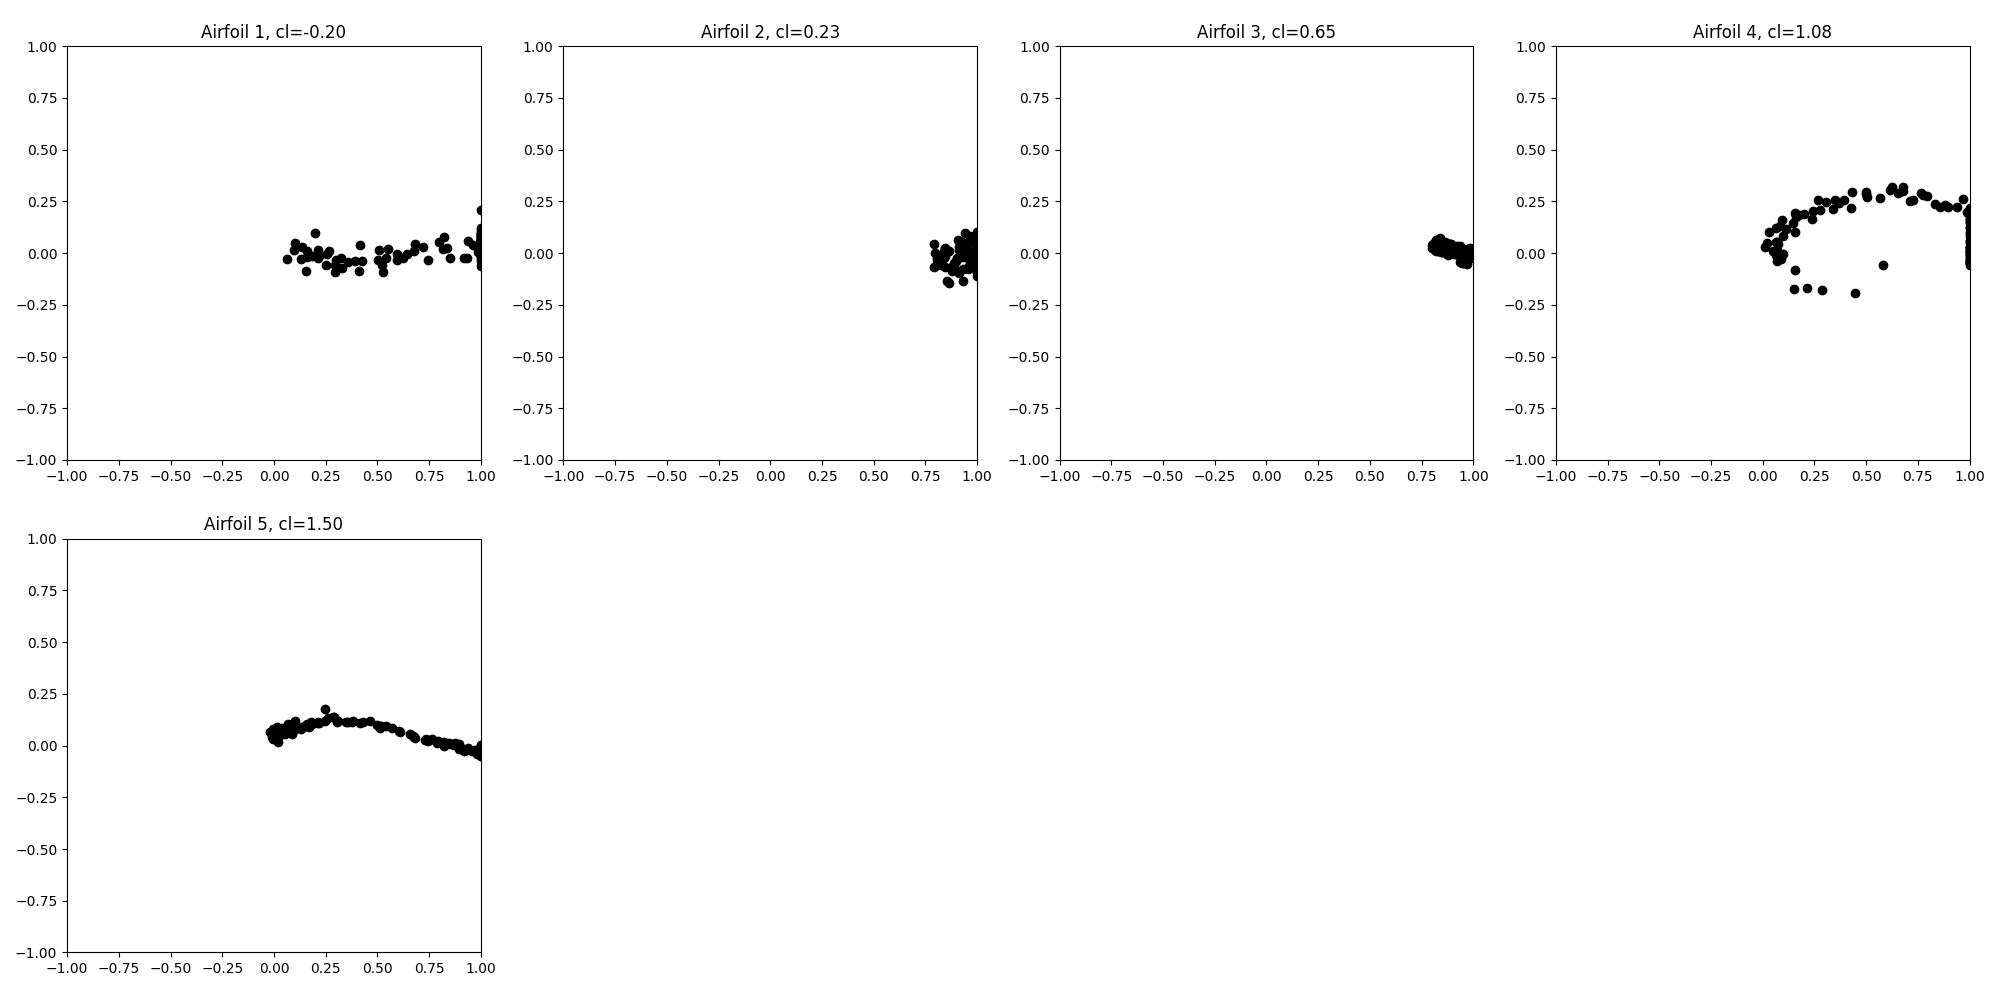 Airfoil 1, cl=-0.20
Airfoil 2, cl=0.23
Airfoil 3, cl=0.65
Airfoil 4, cl=1.08
1.00 1.00 1.00 1.00
0.75 0.75 0.75 0.75
0.50 0.50 0.50 0.50
0.25 0.25 0.25 0.25
0.00 0.00 0.00 0.00
−0.25 −0.25 −0.25 −0.25
−0.50 −0.50 −0.50 −0.50
−0.75 −0.75 −0.75 −0.75
−1.00 −1.00 −1.00 −1.00
−1.00 −0.75 −0.50 −0.25 0.00 0.25 0.50 0.75 1.00
−1.00 −0.75 −0.50 −0.25 0.00 0.25 0.50 0.75 1.00
−1.00 −0.75 −0.50 −0.25 0.00 0.25 0.50 0.75 1.00
−1.00 −0.75 −0.50 −0.25 0.00 0.25 0.50 0.75 1.00
Airfoil 5, cl=1.50
1.00
0.75
0.50
0.25
0.00
−0.25
−0.50
−0.75
−1.00
−1.00 −0.75 −0.50 −0.25 0.00 0.25 0.50 0.75 1.00